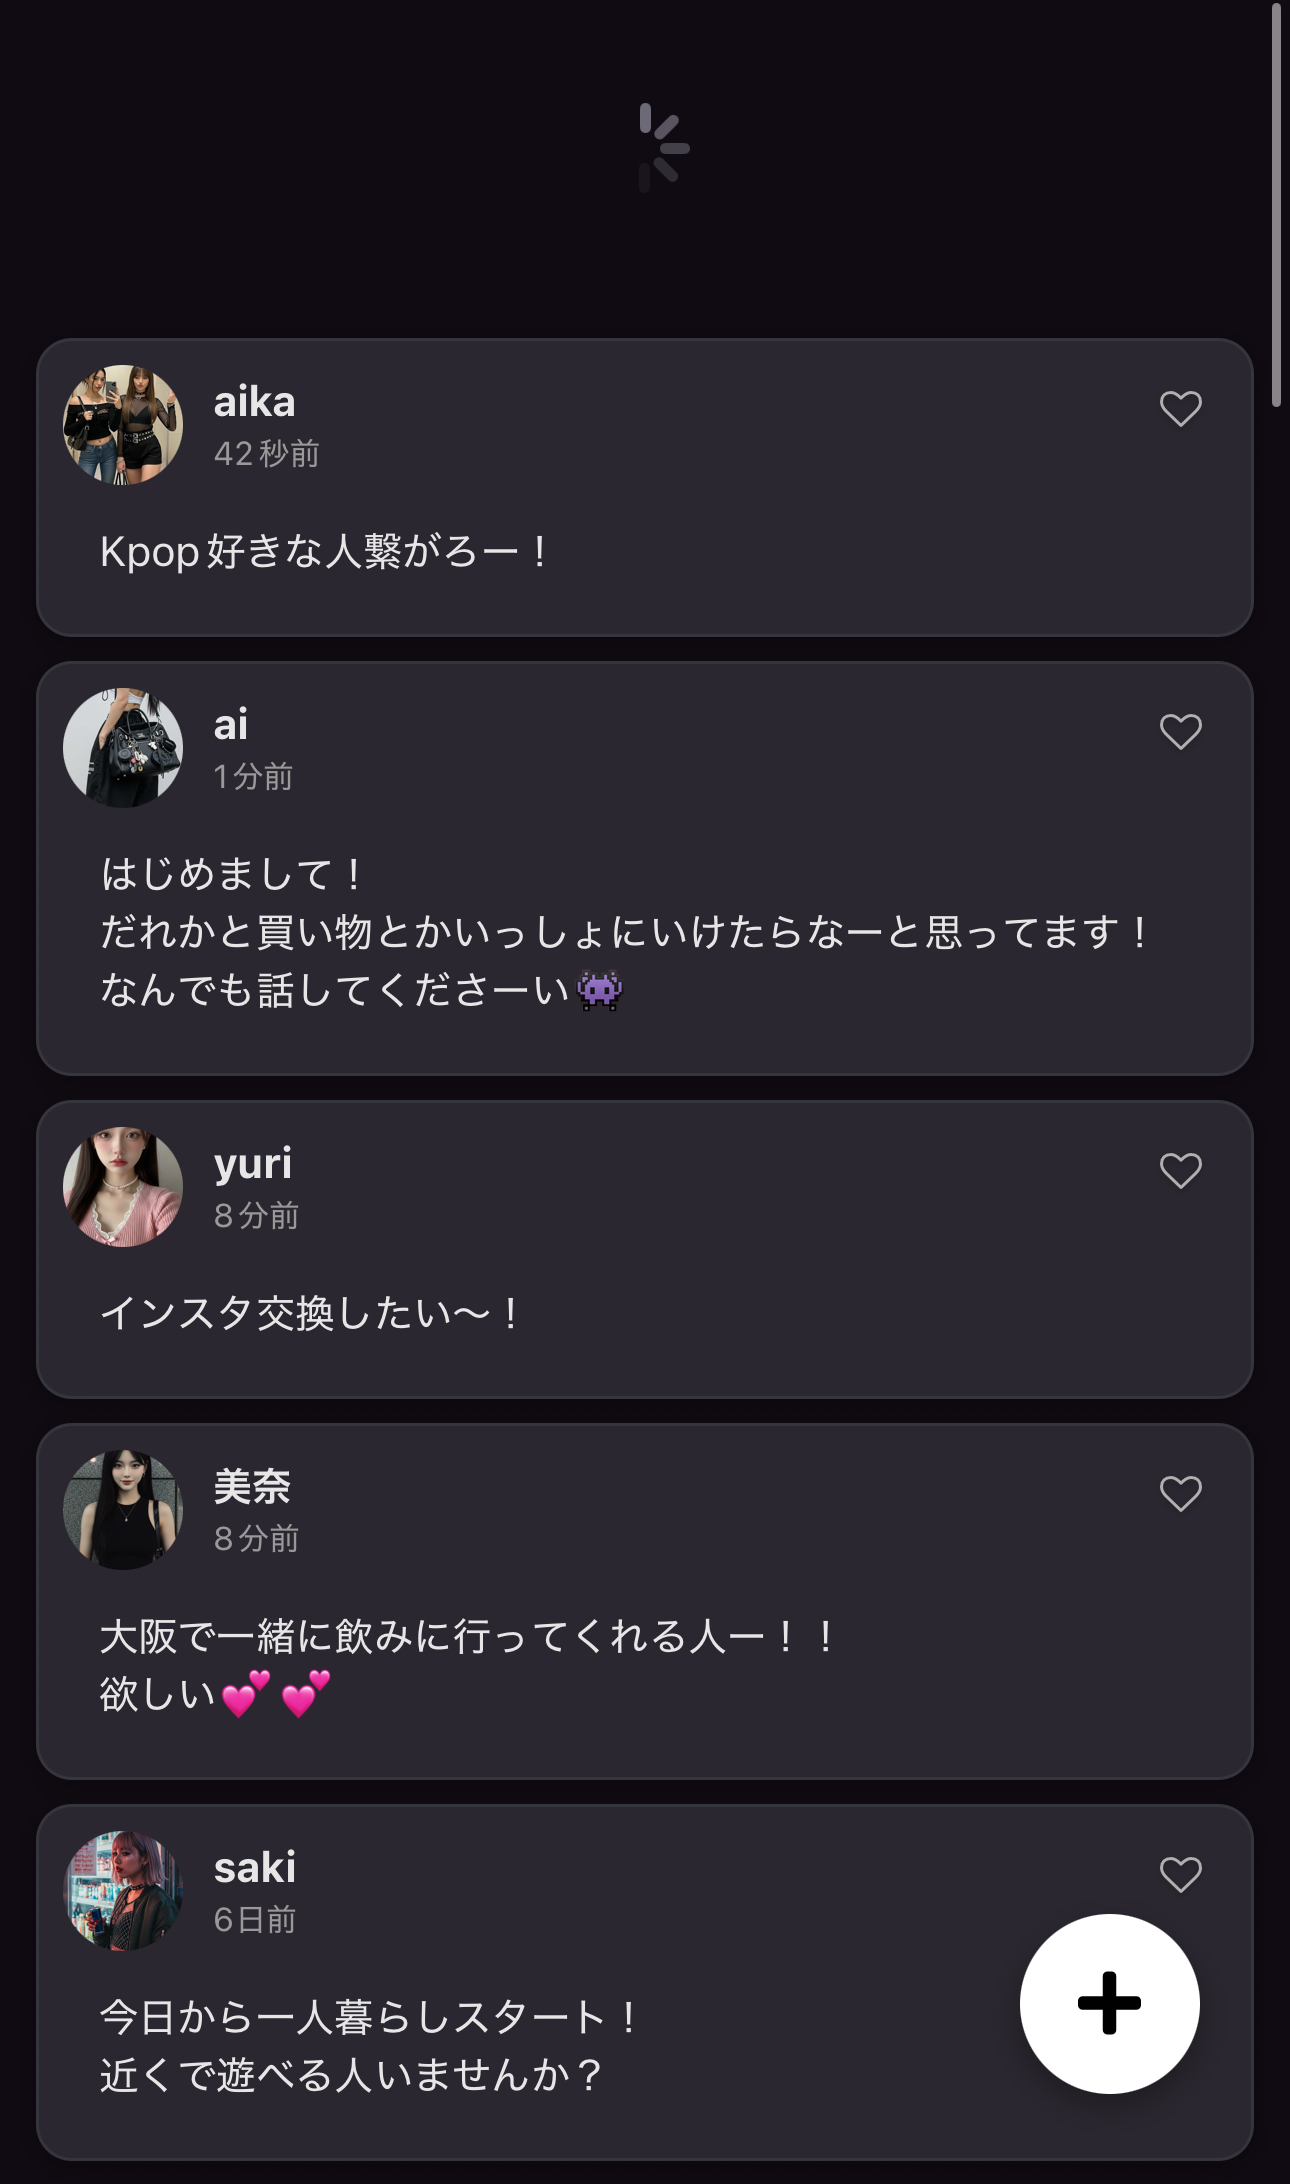 aika
42秒前
Kpop好きな人繋がろー！
ai
1分前
はじめまして！
だれかと買い物とかいっしょにいけたらなーと思ってます！
なんでも話してくださーい👾
yuri
8分前
インスタ交換したい〜！
美奈
8分前
大阪で一緒に飲みに行ってくれる人ー！！
欲しい💕💕
saki
6日前
今日から一人暮らしスタート！
近くで遊べる人いませんか？